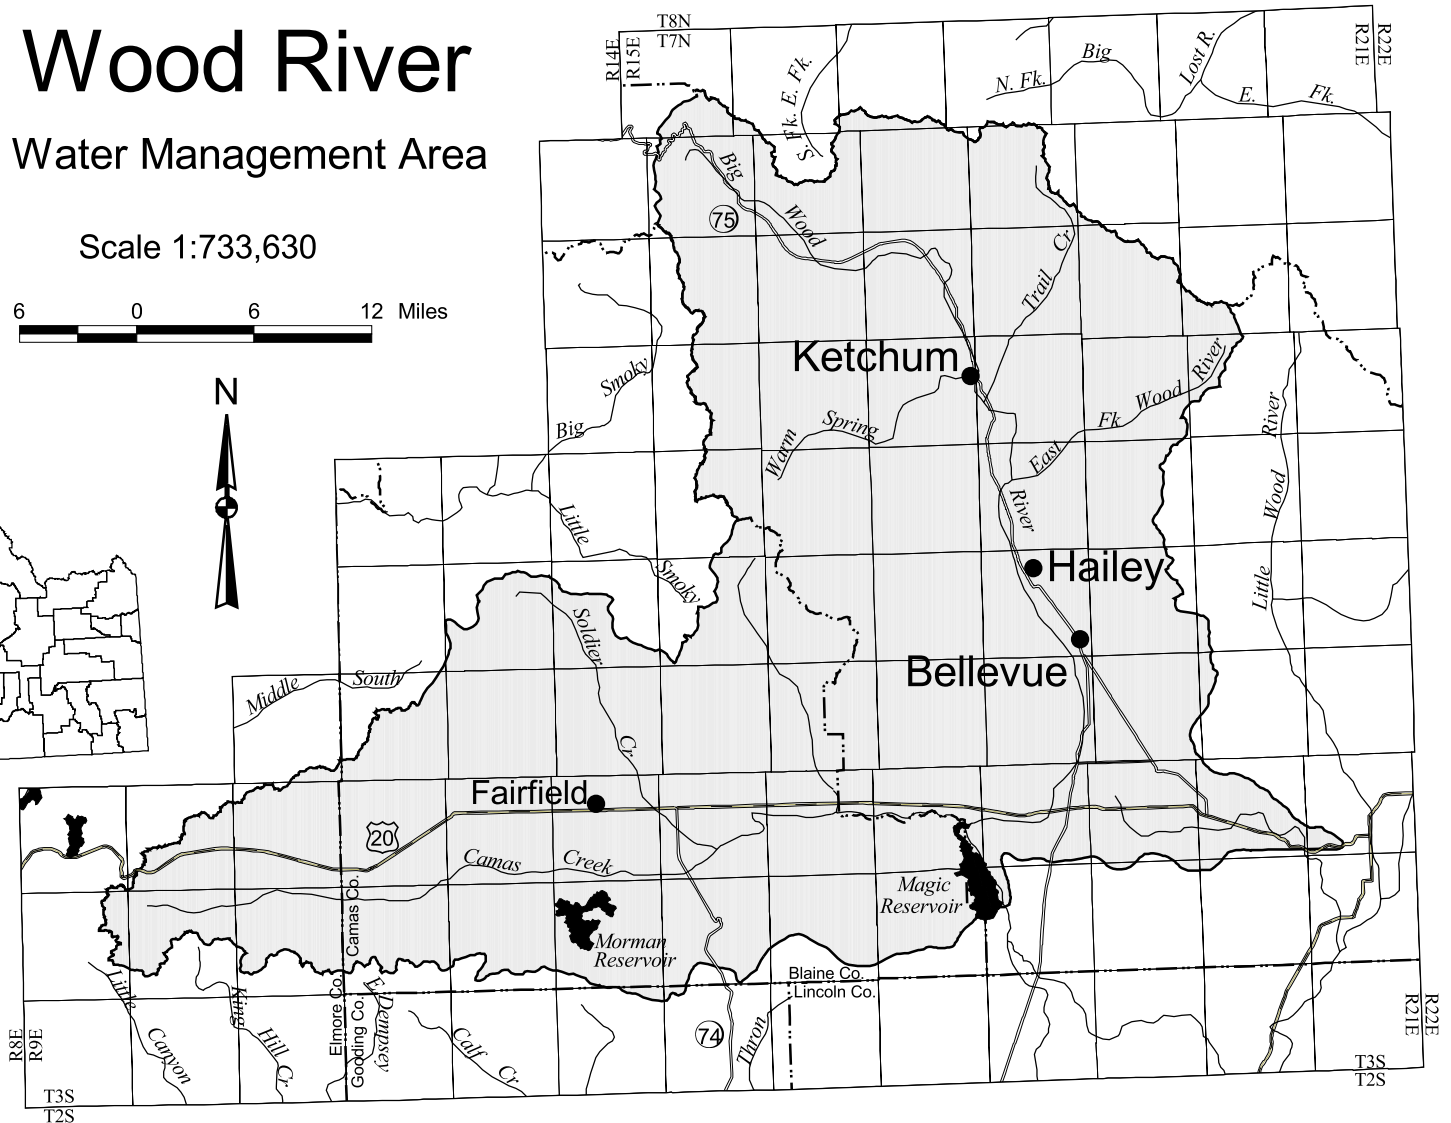 Wood River
Water Management Area
Scale 1:733,630
6 0 6 12 Miles
N
T8N
T7N
R14E
R15E
R21E
R22E
S. Fk. E. Fk.
N. Fk. Big Lost R.
E. Fk.
Big Wood
75
Trail Cr
Ketchum
Warm Spring
East Fk Wood River
River
Big Smoky
Little Smoky
Little Wood River
Hailey
Bellevue
Soldier Cr.
Middle South
Fairfield
20
Camas Creek
Magic
Reservoir
Morman
Reservoir
Camas Co.
Elmore Co.
Gooding Co.
Blaine Co.
Lincoln Co.
Little Canyon
King Hill Cr
E. Dempsey
Calf Cr
74
Thron
R8E
R9E
T3S
T2S
R21E
R22E
T3S
T2S